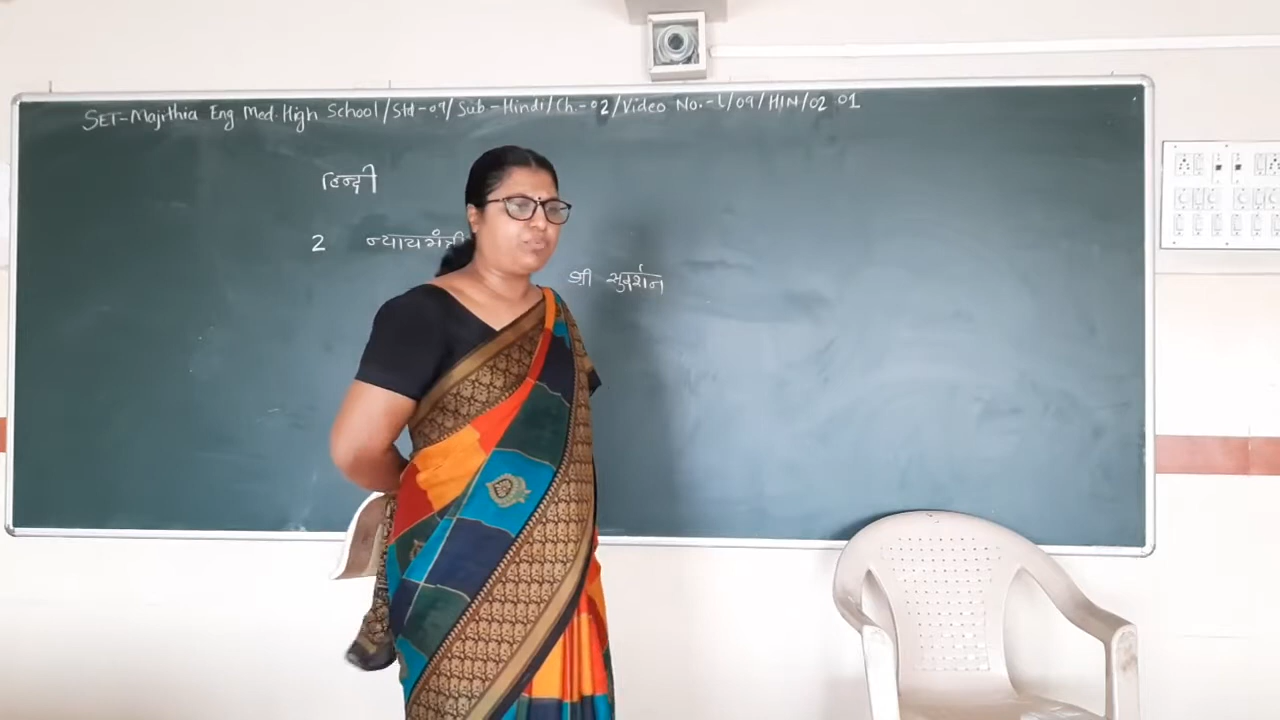 SET-Majithia Eng Med. High School/Std-09/Sub-Hindi/Ch.-02/Video No.-L/09/HIN/02 01
हिन्दी
2 न्यायमंत्री
श्री सुदर्शन